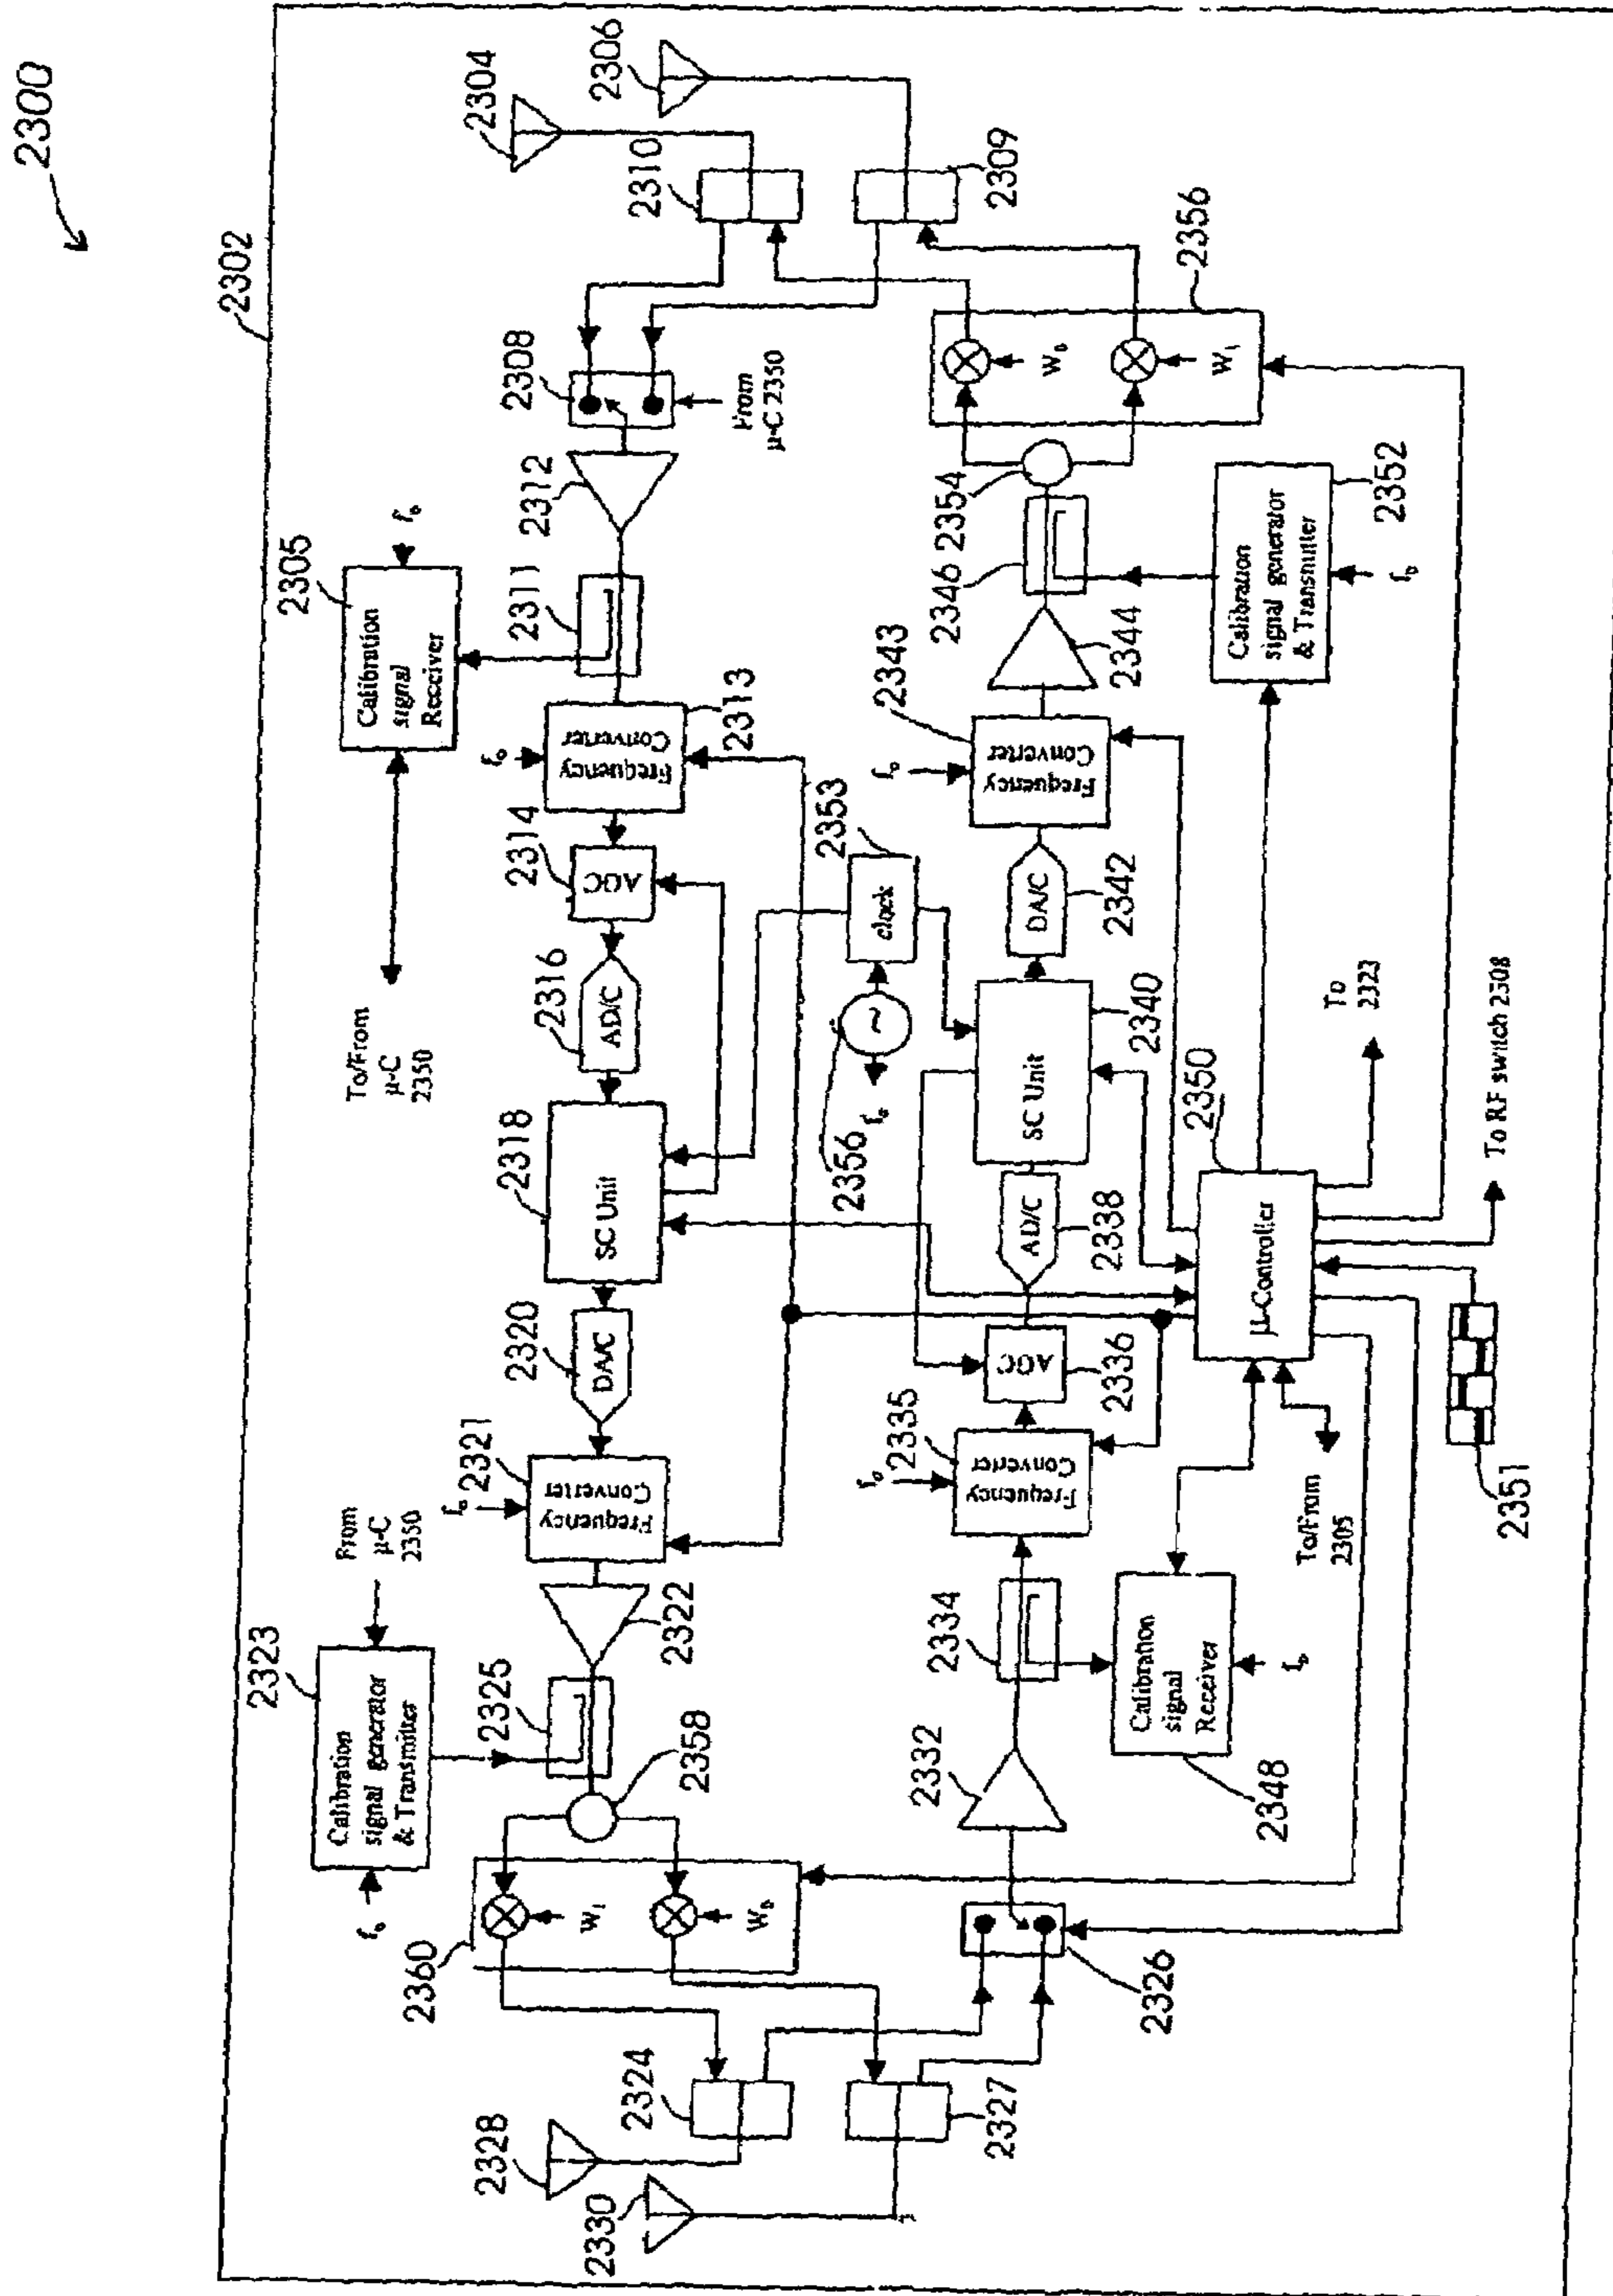 2300
2302
2304
2306
2310
2309
2308
From
μ-C 2350
2312
2305
Calibration
signal
Receiver
f₀
2311
2313
Frequency
Converter
f₀
2314
AGC
2316
AD/C
To/From
μ-C
2350
2318
SC Unit
2320
DA/C
2321
Frequency
Converter
f₀
2322
2323
Calibration
signal generator
& Transmitter
From
μ-C
2350
f₀
2325
2358
2360
W₁
W₀
2324
2328
2330
2327
2326
2332
2334
2348
Calibration
signal
Receiver
f₀
2335
Frequency
Converter
f₀
2336
AGC
2338
AD/C
2340
SC Unit
2356
~
f₀
2353
clock
2342
DA/C
2343
Frequency
Converter
f₀
2344
2346
2354
2352
Calibration
signal generator
& Transmitter
f₀
2356
W₀
W₁
2350
μ-Controller
To
2323
To RF switch 2308
To/From
2305
2351